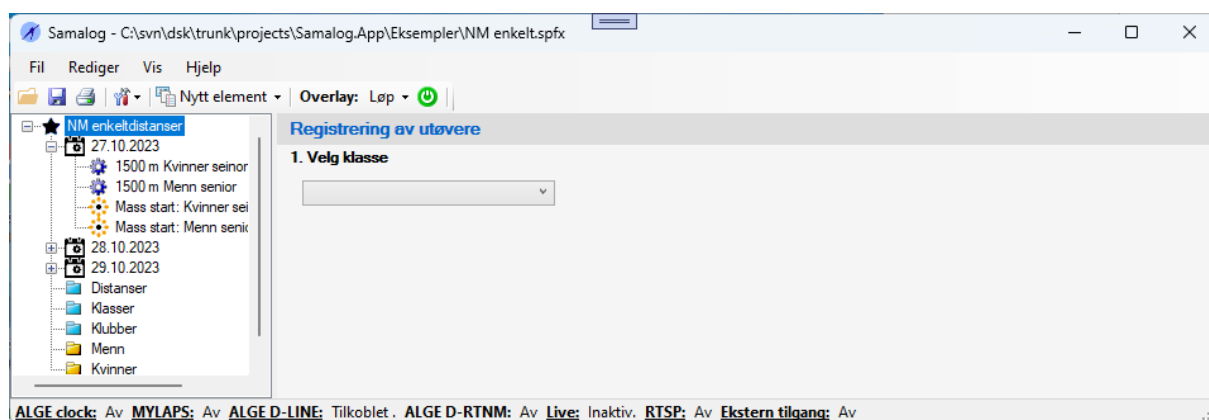 Samalog - C:\svn\dsk\trunk\projects\Samalog.App\Eksempler\NM enkelt.spfx
Fil Rediger Vis Hjelp
Nytt element Overlay: Løp
NM enkeltdistanser
27.10.2023
1500 m Kvinner seinor
1500 m Menn senior
Mass start: Kvinner sei
Mass start: Menn senio
28.10.2023
29.10.2023
Distanser
Klasser
Klubber
Menn
Kvinner
Registrering av utøvere
1. Velg klasse
ALGE clock: Av MYLAPS: Av ALGE D-LINE: Tilkoblet . ALGE D-RTNM: Av Live: Inaktiv. RTSP: Av Ekstern tilgang: Av